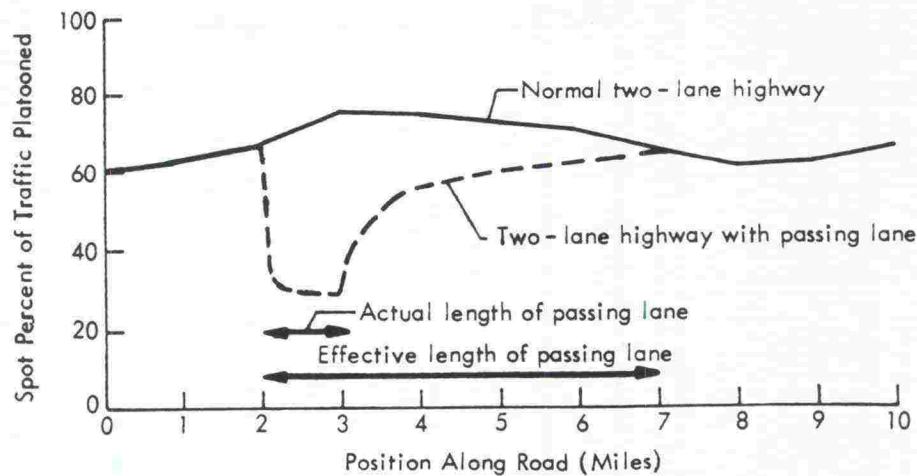 100
80
60
40
20
0
Spot Percent of Traffic Platooned
Normal two-lane highway
Two-lane highway with passing lane
Actual length of passing lane
Effective length of passing lane
0 1 2 3 4 5 6 7 8 9 10
Position Along Road (Miles)